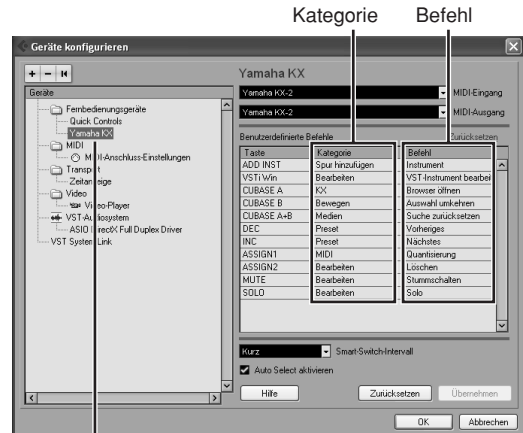 Kategorie Befehl
Geräte konfigurieren
Yamaha KX
Geräte
Fernbedienungsgeräte
Quick Controls
Yamaha KX
MIDI
MIDI-Anschluss-Einstellungen
Transport
Zeitanzeige
Video
Video-Player
VST-Audiosystem
ASIO DirectX Full Duplex Driver
VST System Link
Yamaha KX-2 MIDI-Eingang
Yamaha KX-2 MIDI-Ausgang
Benutzerdefinierte Befehle Zurücksetzen
Taste Kategorie Befehl
ADD INST Spur hinzufügen Instrument
VSTi Win Bearbeiten VST-Instrument bearbei
CUBASE A KX Browser öffnen
CUBASE B Bewegen Auswahl umkehren
CUBASE A+B Medien Suche zurücksetzen
DEC Preset Vorheriges
INC Preset Nächstes
ASSIGN1 MIDI Quantisierung
ASSIGN2 Bearbeiten Löschen
MUTE Bearbeiten Stummschalten
SOLO Bearbeiten Solo
Kurz Smart-Switch-Intervall
Auto Select aktivieren
Hilfe Zurücksetzen Übernehmen
OK Abbrechen